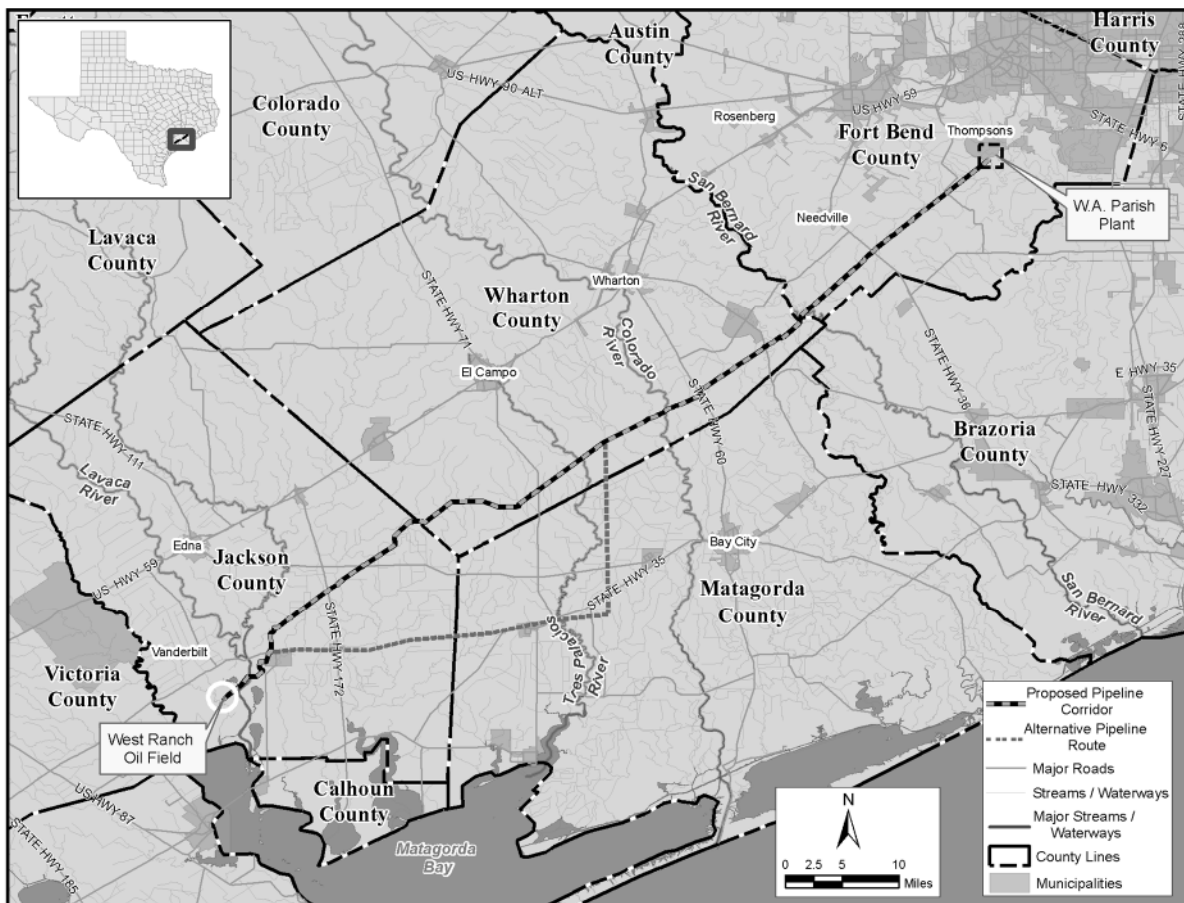 Austin
County
Harris
County
STATE HWY 288
US HWY 90 ALT
Colorado
County
US HWY 59
Rosenberg
Fort Bend
County
Thompsons
STATE HWY 6
San Bernard
River
Needville
W.A. Parish
Plant
Lavaca
County
Wharton
Wharton
County
STATE HWY 71
Colorado
River
El Campo
E HWY 35
STATE HWY 36
STATE HWY 60
STATE HWY 227
STATE HWY 111
Lavaca
River
Brazoria
County
STATE HWY 332
Edna
Jackson
County
Bay City
US HWY 59
STATE HWY 35
Matagorda
County
San Bernard
River
Vanderbilt
STATE HWY 172
Tres Palacios
River
Victoria
County
West Ranch
Oil Field
Calhoun
County
US HWY 87
STATE HWY 185
Matagorda
Bay
N
0 2.5 5 10
Miles
Proposed Pipeline
Corridor
Alternative Pipeline
Route
Major Roads
Streams / Waterways
Major Streams /
Waterways
County Lines
Municipalities